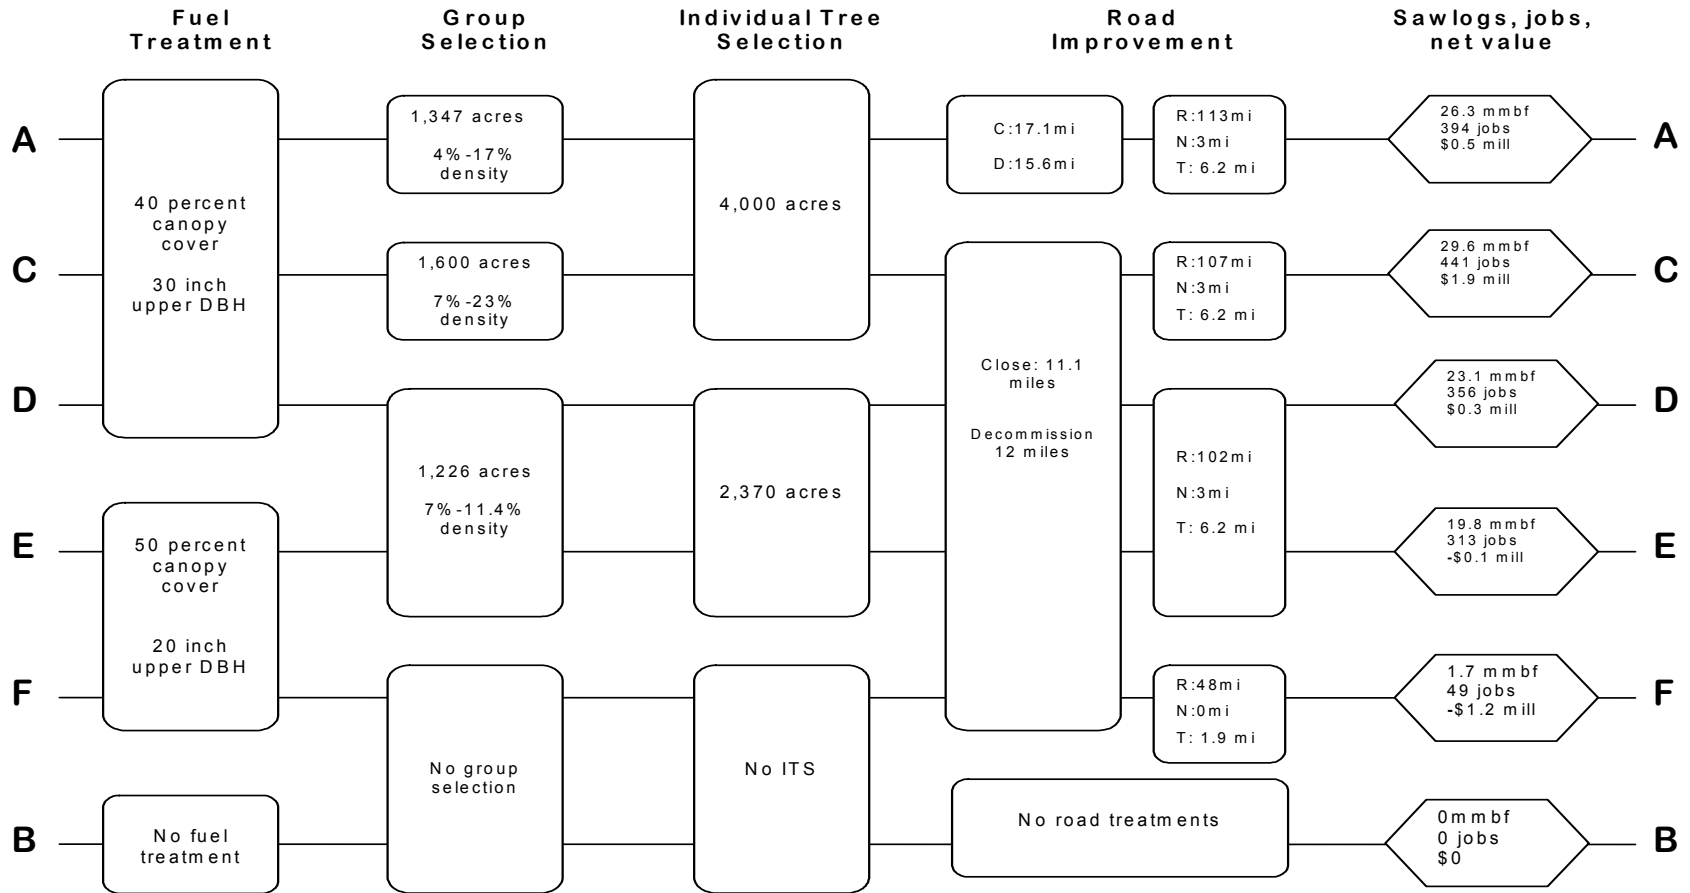 Fuel
Treatment
Group
Selection
Individual Tree
Selection
Road
Improvement
Sawlogs, jobs,
net value
A
1,347 acres
4%-17%
density
C:17.1mi
D:15.6mi
R:113mi
N:3mi
T: 6.2 mi
26.3 mmbf
394 jobs
$0.5 mill
A
40 percent
canopy
cover
30 inch
upper DBH
4,000 acres
C
1,600 acres
7%-23%
density
R:107mi
N:3mi
T: 6.2 mi
29.6 mmbf
441 jobs
$1.9 mill
C
Close: 11.1
miles
Decommission
12 miles
D
23.1 mmbf
356 jobs
$0.3 mill
D
1,226 acres
7%-11.4%
density
2,370 acres
R:102mi
N:3mi
T: 6.2 mi
E
50 percent
canopy
cover
20 inch
upper DBH
19.8 mmbf
313 jobs
-$0.1 mill
E
F
R:48mi
N:0mi
T: 1.9 mi
1.7 mmbf
49 jobs
-$1.2 mill
F
No group
selection
No ITS
B
No fuel
treatment
No road treatments
0mmbf
0 jobs
$0
B